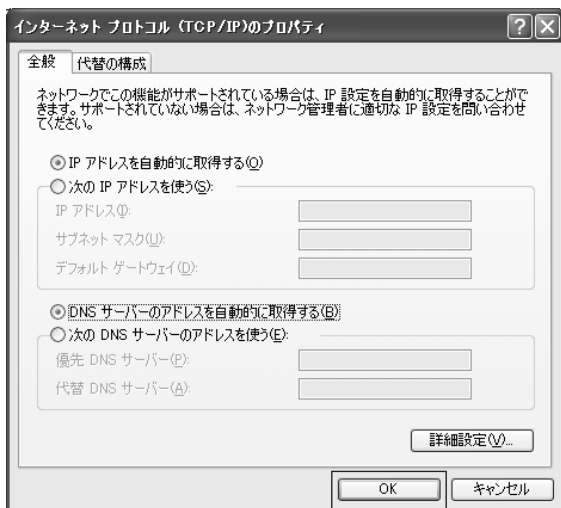 インターネット プロトコル (TCP/IP)のプロパティ
全般 代替の構成
ネットワークでこの機能がサポートされている場合は、IP 設定を自動的に取得することがで
きます。サポートされていない場合は、ネットワーク管理者に適切な IP 設定を問い合わせ
てください。
IP アドレスを自動的に取得する(O)
次の IP アドレスを使う(S):
IP アドレス(I):
サブネット マスク(U):
デフォルト ゲートウェイ(D):
DNS サーバーのアドレスを自動的に取得する(B)
次の DNS サーバーのアドレスを使う(E):
優先 DNS サーバー(P):
代替 DNS サーバー(A):
詳細設定(V)...
OK キャンセル